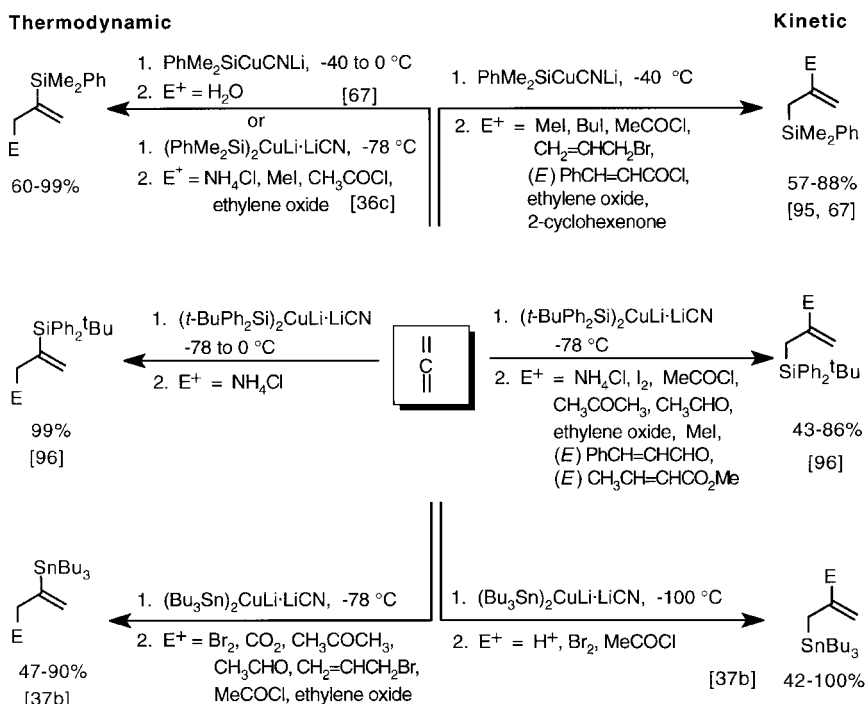 Thermodynamic
Kinetic
SiMe2Ph
E
60-99%
1. PhMe2SiCuCNLi, -40 to 0 °C
2. E+ = H2O [67]
or
1. (PhMe2Si)2CuLi·LiCN, -78 °C
2. E+ = NH4Cl, MeI, CH3COCl,
ethylene oxide [36c]
1. PhMe2SiCuCNLi, -40 °C
2. E+ = MeI, BuI, MeCOCl,
CH2=CHCH2Br,
(E) PhCH=CHCOCl,
ethylene oxide,
2-cyclohexenone
E
SiMe2Ph
57-88%
[95, 67]
SiPh2tBu
E
99%
[96]
1. (t-BuPh2Si)2CuLi·LiCN
-78 to 0 °C
2. E+ = NH4Cl
C
1. (t-BuPh2Si)2CuLi·LiCN
-78 °C
2. E+ = NH4Cl, I2, MeCOCl,
CH3COCH3, CH3CHO,
ethylene oxide, MeI,
(E) PhCH=CHCHO,
(E) CH3CH=CHCO2Me
E
SiPh2tBu
43-86%
[96]
SnBu3
E
47-90%
[37b]
1. (Bu3Sn)2CuLi·LiCN, -78 °C
2. E+ = Br2, CO2, CH3COCH3,
CH3CHO, CH2=CHCH2Br,
MeCOCl, ethylene oxide
1. (Bu3Sn)2CuLi·LiCN, -100 °C
2. E+ = H+, Br2, MeCOCl
[37b]
E
SnBu3
42-100%